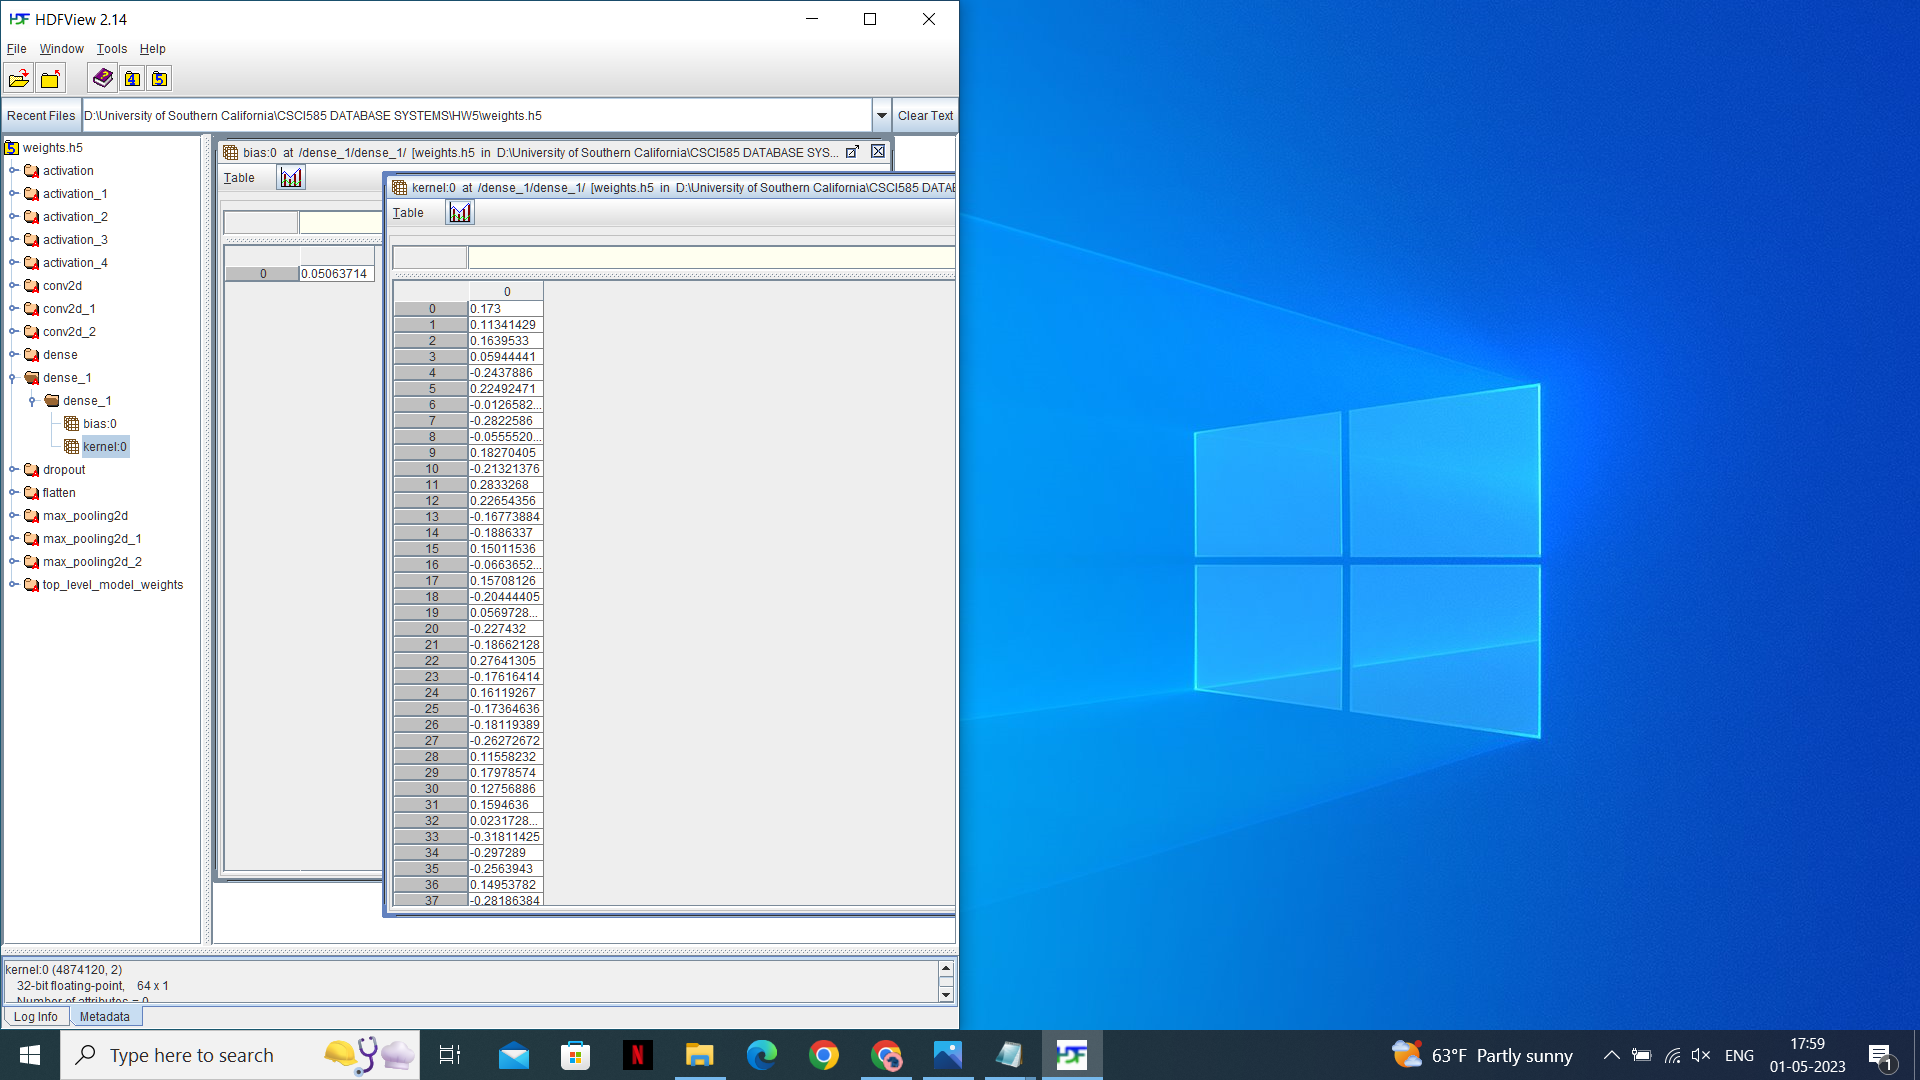 HDFView 2.14
File Window Tools Help
Recent Files D:\University of Southern California\CSCI585 DATABASE SYSTEMS\HW5\weights.h5 Clear Text
weights.h5
activation
activation_1
activation_2
activation_3
activation_4
conv2d
conv2d_1
conv2d_2
dense
dense_1
dense_1
bias:0
kernel:0
dropout
flatten
max_pooling2d
max_pooling2d_1
max_pooling2d_2
top_level_model_weights
bias:0 at /dense_1/dense_1/ [weights.h5 in D:\University of Southern California\CSCI585 DATABASE SYS...
Table
0 0.05063714
kernel:0 at /dense_1/dense_1/ [weights.h5 in D:\University of Southern California\CSCI585 DATAB
Table
0
0 0.173
1 0.11341429
2 0.1639533
3 0.05944441
4 -0.2437886
5 0.22492471
6 -0.0126582...
7 -0.2822586
8 -0.0555520...
9 0.18270405
10 -0.21321376
11 0.2833268
12 0.22654356
13 -0.16773884
14 -0.1886337
15 0.15011536
16 -0.0663652...
17 0.15708126
18 -0.20444405
19 0.0569728...
20 -0.227432
21 -0.18662128
22 0.27641305
23 -0.17616414
24 0.16119267
25 -0.17364636
26 -0.18119389
27 -0.26272672
28 0.11558232
29 0.17978574
30 0.12756886
31 0.1594636
32 0.0231728...
33 -0.31811425
34 -0.297289
35 -0.2563943
36 0.14953782
37 -0.28186384
kernel:0 (4874120, 2)
32-bit floating-point, 64 x 1
Number of attributes = 0
Log Info Metadata
Type here to search
63°F Partly sunny
ENG
17:59
01-05-2023
1